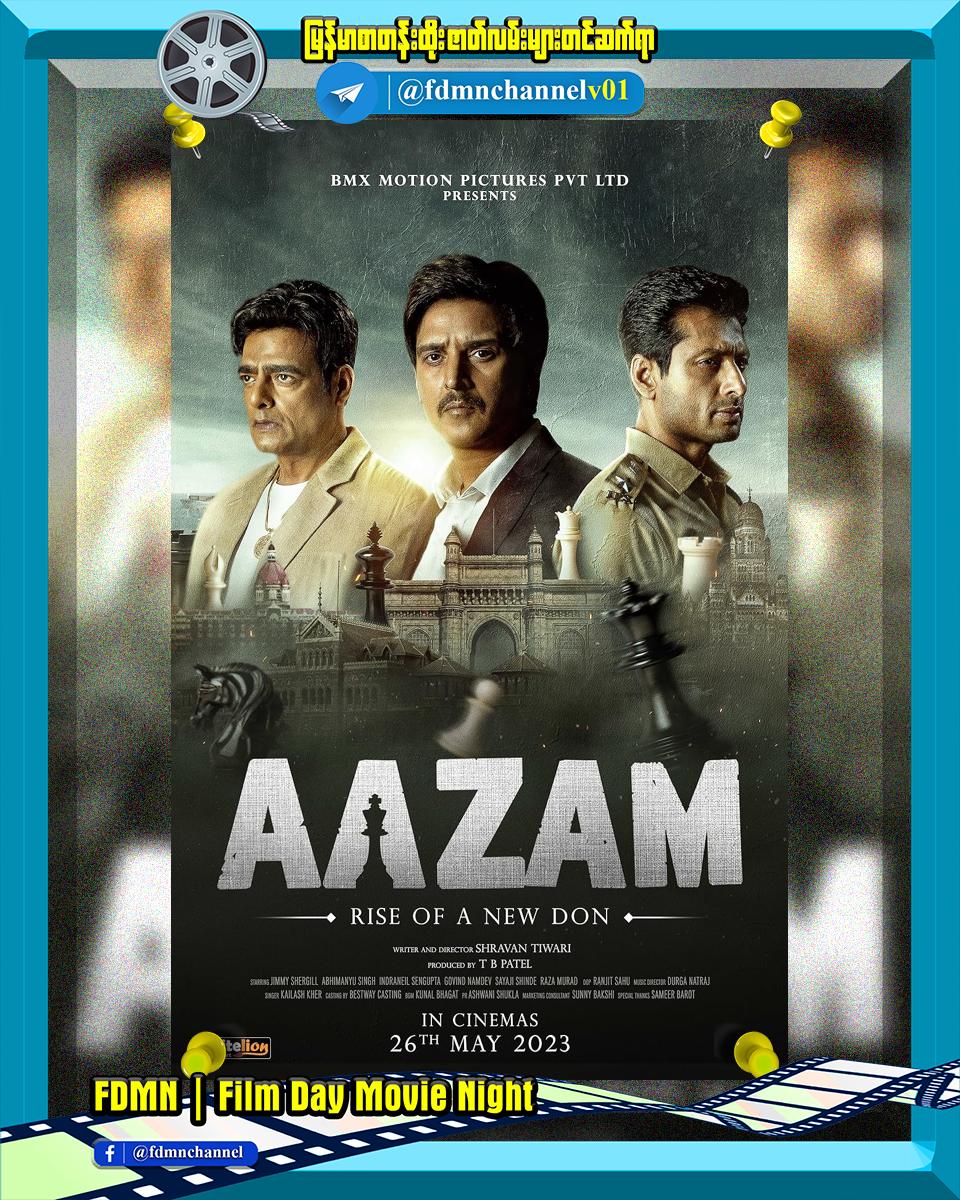 မြန်မာစာတန်းထိုးဇာတ်လမ်းများတင်ဆက်ရာ
@fdmnchannelv01
BMX MOTION PICTURES PVT LTD
PRESENTS
AAZAM
RISE OF A NEW DON
WRITER AND DIRECTOR SHRAVAN TIWARI
PRODUCED BY T B PATEL
STARRING JIMMY SHERGILL ABHIMANYU SINGH INDRANEIL SENGUPTA GOVIND NAMDEV SAYAJI SHINDE RAZA MURAD DOP RANJIT SAHU MUSIC DIRECTOR DURGA NATRAJ
SINGER KAILASH KHER CASTING BY BESTWAY CASTING BGM KUNAL BHAGAT PR ASHWANI SHUKLA MARKETING CONSULTANT SUNNY BAKSHI SPECIAL THANKS SAMEER BAROT
IN CINEMAS
26TH MAY 2023
FDMN | Film Day Movie Night
@fdmnchannel